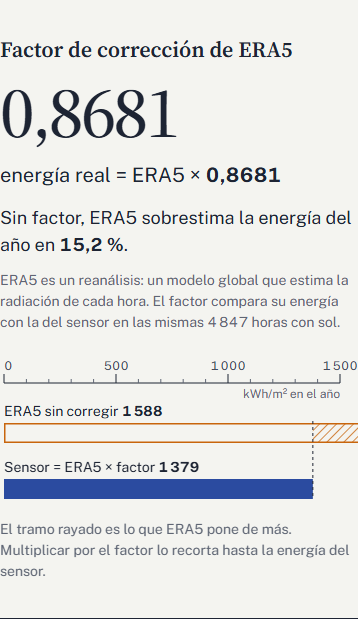 Factor de corrección de ERA5
0,8681
energía real = ERA5 × 0,8681
Sin factor, ERA5 sobrestima la energía del
año en 15,2 %.
ERA5 es un reanálisis: un modelo global que estima la
radiación de cada hora. El factor compara su energía
con la del sensor en las mismas 4 847 horas con sol.
0 500 1 000 1 500
kWh/m² en el año
ERA5 sin corregir 1 588
Sensor = ERA5 × factor 1 379
El tramo rayado es lo que ERA5 pone de más.
Multiplicar por el factor lo recorta hasta la energía del
sensor.